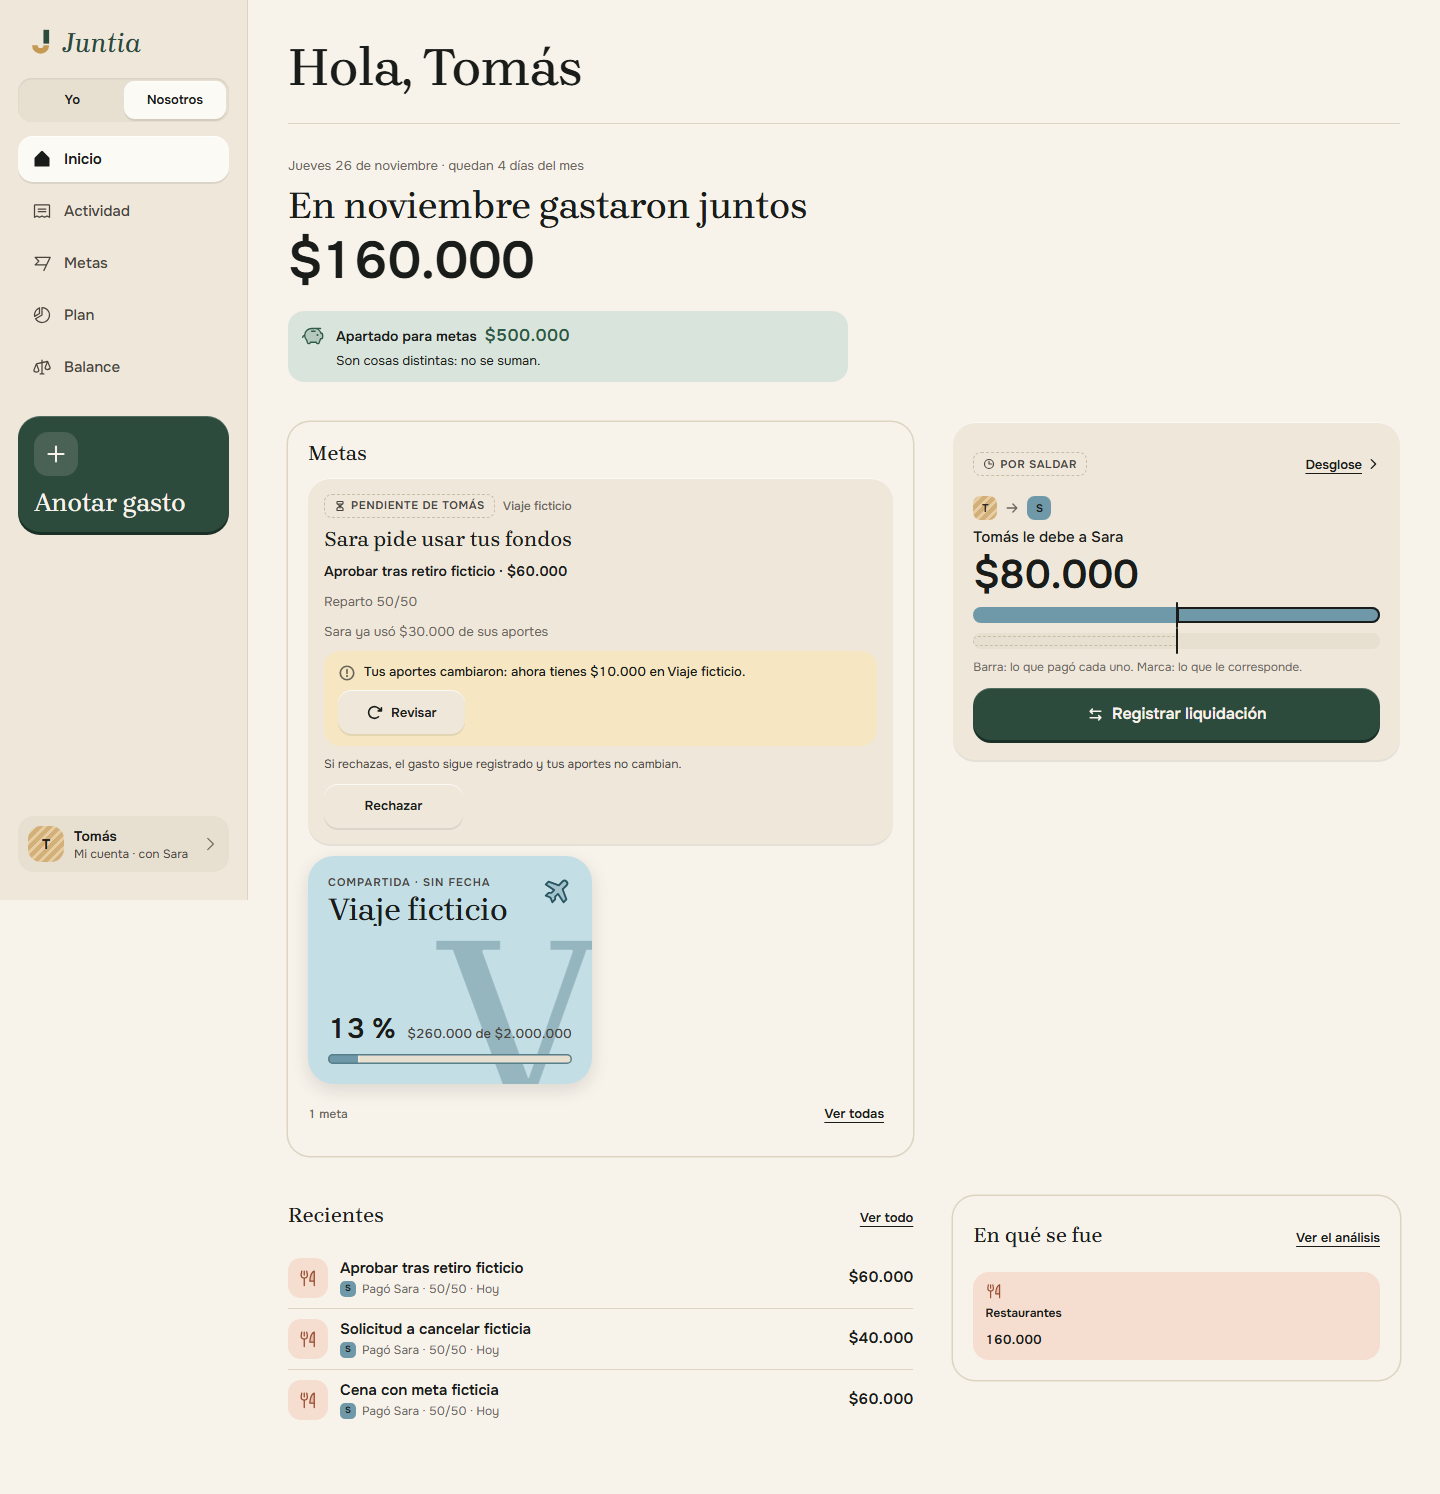 Juntia
Yo
Nosotros
Inicio
Actividad
Metas
Plan
Balance
Anotar gasto
T
Tomás
Mi cuenta · con Sara
Hola, Tomás
Jueves 26 de noviembre · quedan 4 días del mes
En noviembre gastaron juntos
$160.000
Apartado para metas $500.000
Son cosas distintas: no se suman.
Metas
PENDIENTE DE TOMÁS Viaje ficticio
Sara pide usar tus fondos
Aprobar tras retiro ficticio · $60.000
Reparto 50/50
Sara ya usó $30.000 de sus aportes
Tus aportes cambiaron: ahora tienes $10.000 en Viaje ficticio.
Revisar
Si rechazas, el gasto sigue registrado y tus aportes no cambian.
Rechazar
COMPARTIDA · SIN FECHA
Viaje ficticio
V
13 % $260.000 de $2.000.000
1 meta
Ver todas
POR SALDAR
Desglose
T → S
Tomás le debe a Sara
$80.000
Barra: lo que pagó cada uno. Marca: lo que le corresponde.
Registrar liquidación
Recientes
Ver todo
Aprobar tras retiro ficticio
S Pagó Sara · 50/50 · Hoy
$60.000
Solicitud a cancelar ficticia
S Pagó Sara · 50/50 · Hoy
$40.000
Cena con meta ficticia
S Pagó Sara · 50/50 · Hoy
$60.000
En qué se fue
Ver el análisis
Restaurantes
160.000